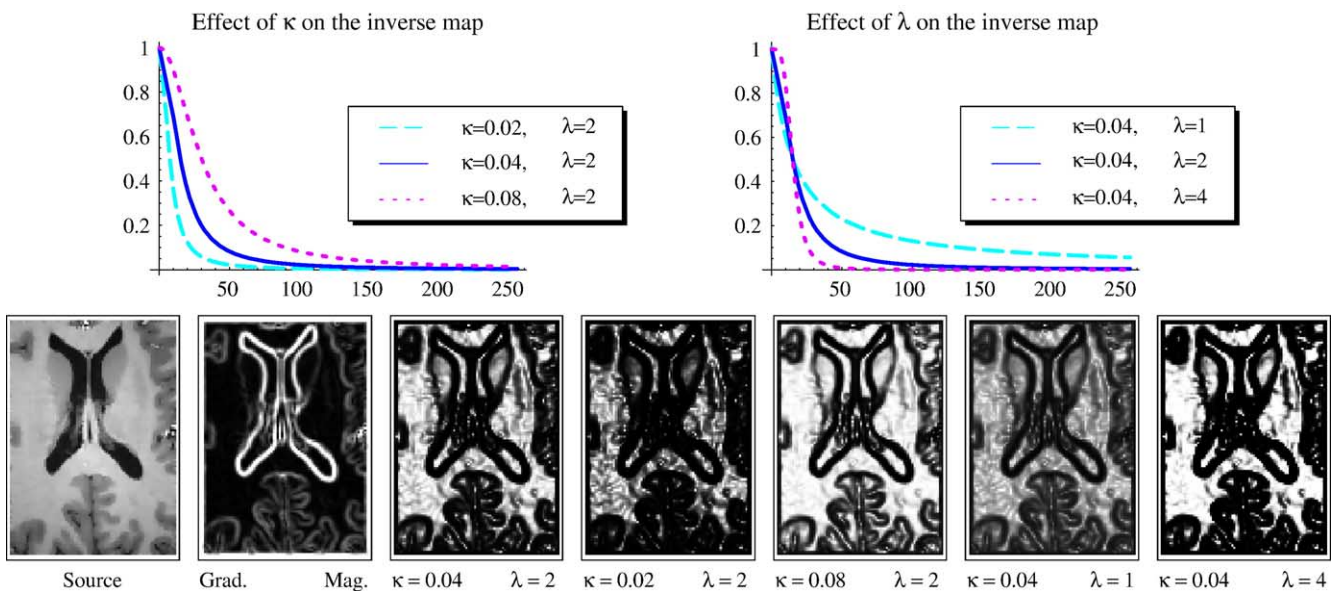 Effect of κ on the inverse map
1
0.8
0.6
0.4
0.2
50
100
150
200
250
κ=0.02, λ=2
κ=0.04, λ=2
κ=0.08, λ=2
Effect of λ on the inverse map
1
0.8
0.6
0.4
0.2
50
100
150
200
250
κ=0.04, λ=1
κ=0.04, λ=2
κ=0.04, λ=4
Source
Grad. Mag.
κ = 0.04 λ = 2
κ = 0.02 λ = 2
κ = 0.08 λ = 2
κ = 0.04 λ = 1
κ = 0.04 λ = 4